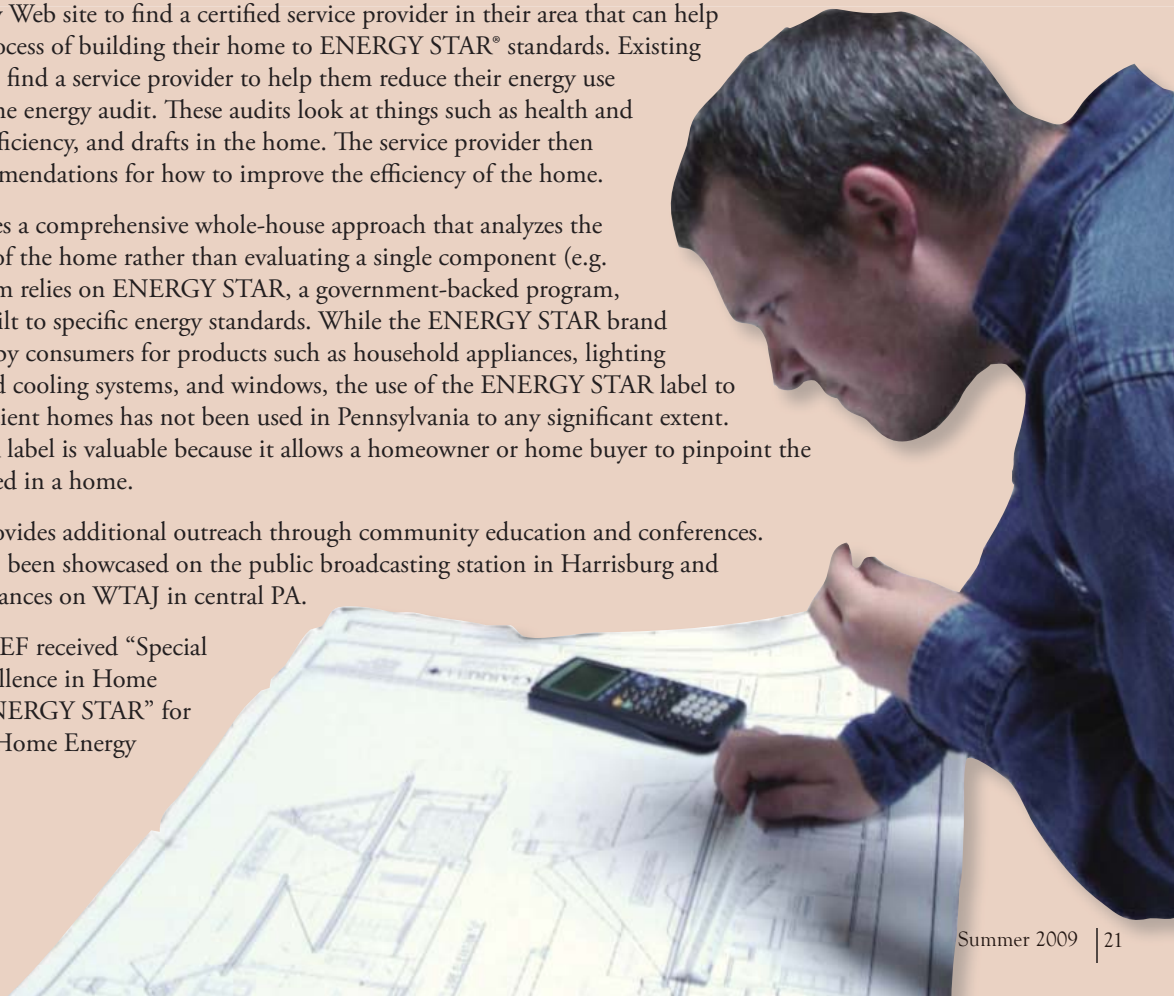 Web site to find a certified service provider in their area that can help
ocess of building their home to ENERGY STAR® standards. Existing
find a service provider to help them reduce their energy use
ne energy audit. These audits look at things such as health and
ficiency, and drafts in the home. The service provider then
mendations for how to improve the efficiency of the home.
es a comprehensive whole-house approach that analyzes the
of the home rather than evaluating a single component (e.g.
m relies on ENERGY STAR, a government-backed program,
ilt to specific energy standards. While the ENERGY STAR brand
by consumers for products such as household appliances, lighting
d cooling systems, and windows, the use of the ENERGY STAR label to
ient homes has not been used in Pennsylvania to any significant extent.
label is valuable because it allows a homeowner or home buyer to pinpoint the
ed in a home.
ovides additional outreach through community education and conferences.
been showcased on the public broadcasting station in Harrisburg and
ances on WTAJ in central PA.
EF received “Special
llence in Home
NERGY STAR” for
Home Energy
Summer 2009 | 21